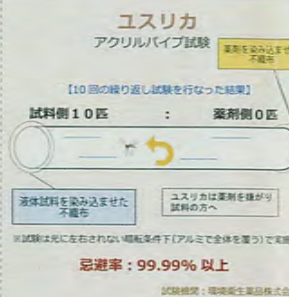 ユスリカ
アクリルパイプ試験
薬剤を染み込ませ
不織布
【10回の繰り返し試験を行なった結果】
試料側10匹 : 薬剤側0匹
液体試料を染み込ませた
不織布
ユスリカは薬剤を嫌がり
試料の方へ
※試験は光に左右されない暗転条件下(アルミで全体を覆う)で実施
忌避率:99.99%以上
試験機関:環境衛生薬品株式会